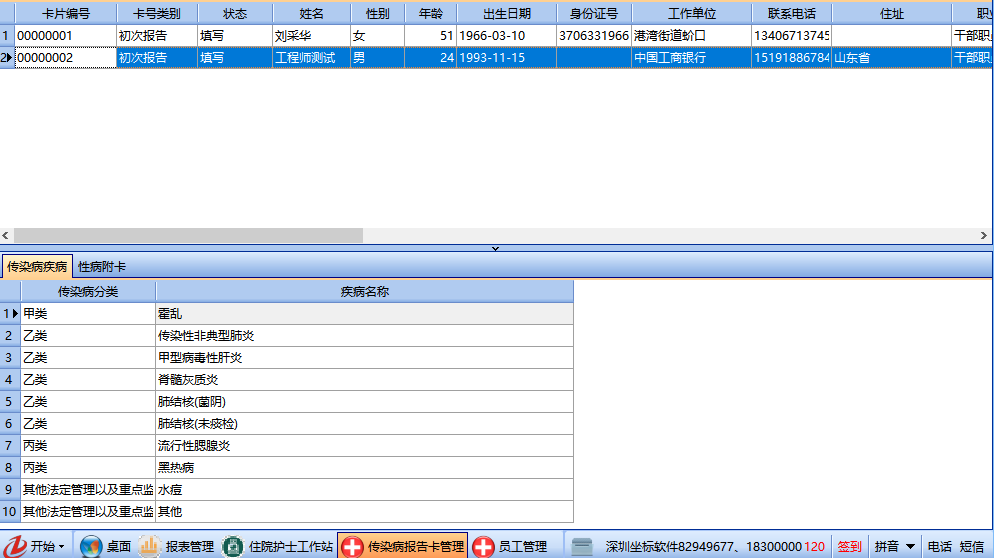 卡片编号 卡号类别 状态 姓名 性别 年龄 出生日期 身份证号 工作单位 联系电话 住址 职业
1 00000001 初次报告 填写 刘采华 女 51 1966-03-10 3706331966 港湾街道蚧口 13406713745 干部职
2 00000002 初次报告 填写 工程师测试 男 24 1993-11-15 中国工商银行 15191886784 山东省 干部职
传染病疾病 性病附卡
传染病分类 疾病名称
1 甲类 霍乱
2 乙类 传染性非典型肺炎
3 乙类 甲型病毒性肝炎
4 乙类 脊髓灰质炎
5 乙类 肺结核(菌阴)
6 乙类 肺结核(未痰检)
7 丙类 流行性腮腺炎
8 丙类 黑热病
9 其他法定管理以及重点监 水痘
10 其他法定管理以及重点监 其他
开始 桌面 报表管理 住院护士工作站 传染病报告卡管理 员工管理 深圳坐标软件82949677、18300000 120 签到 拼音 电话 短信